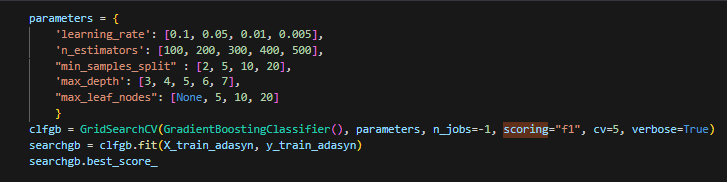 parameters = {
    'learning_rate': [0.1, 0.05, 0.01, 0.005],
    'n_estimators': [100, 200, 300, 400, 500],
    "min_samples_split" : [2, 5, 10, 20],
    'max_depth': [3, 4, 5, 6, 7],
    "max_leaf_nodes": [None, 5, 10, 20]
    }
clfgb = GridSearchCV(GradientBoostingClassifier(), parameters, n_jobs=-1, scoring="f1", cv=5, verbose=True)
searchgb = clfgb.fit(X_train_adasyn, y_train_adasyn)
searchgb.best_score_